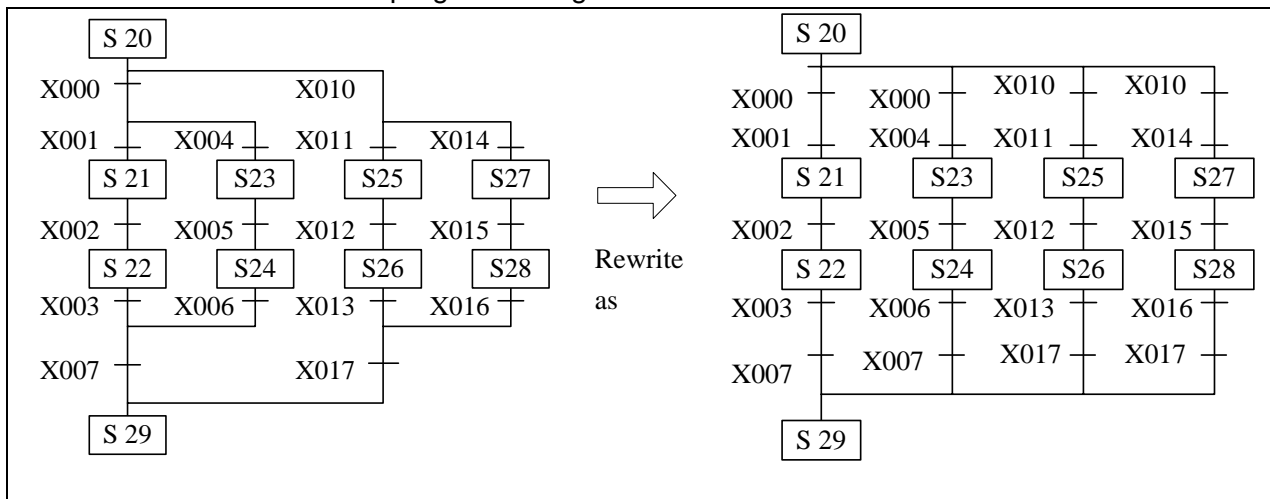 S 20 S 20
X000 X010 X000 X000 X010 X010
X001 X004 X011 X014 X001 X004 X011 X014
S 21 S23 S25 S27 S 21 S23 S25 S27
X002 X005 X012 X015 X002 X005 X012 X015
S 22 S24 S26 S28 Rewrite S 22 S24 S26 S28
X003 X006 X013 X016 as X003 X006 X013 X016
X007 X017 X007 X007 X017 X017
S 29 S 29